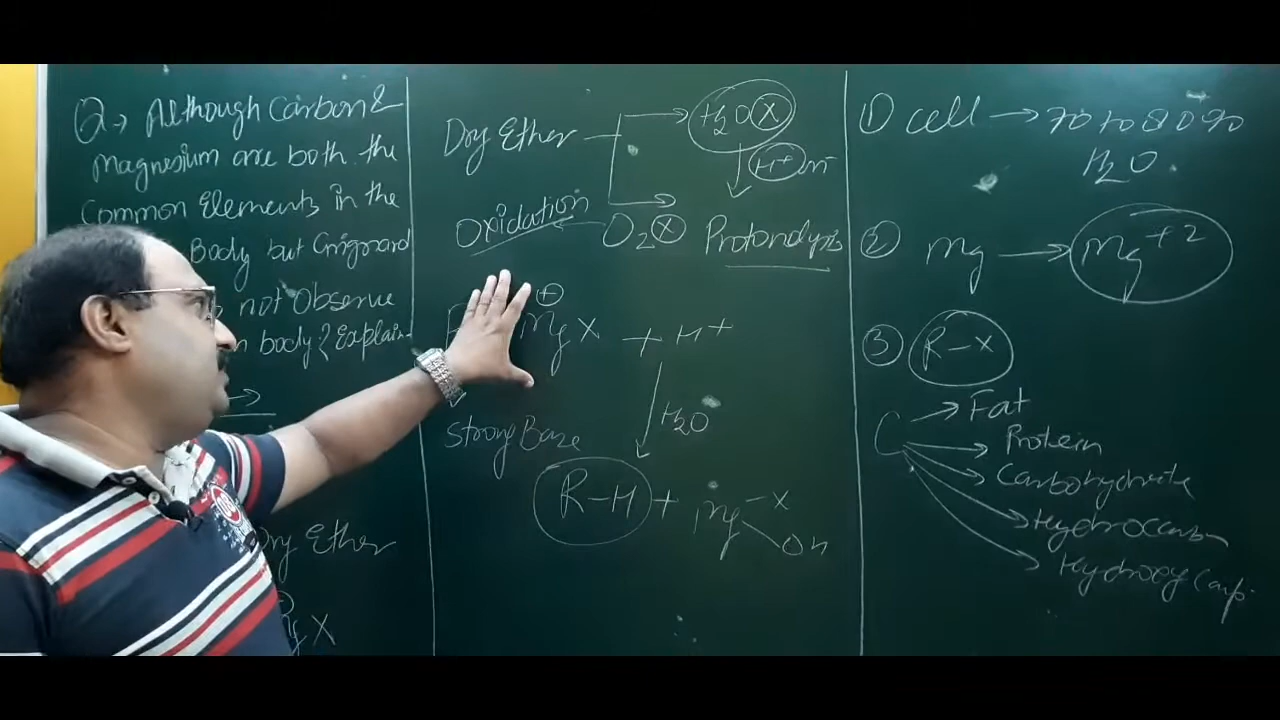 Q→ Although Carbon &
Magnesium are both the
Common Elements in the
Body but Grignard
not Observe
body? Explain
→
Dry Ether
X
Dry Ether → H2O X
H+ on
Oxidation ← O2 X Protonolysis
+
Mg X + H+
H2O
Strong Base
R-H + Mg - X
OH
1) cell → 70 to 80 90
H2O
2) Mg → Mg+2
3) R-X
C → Fat
Protein
Carbohydrate
Hydrocarbon
Hydroxy Carb.